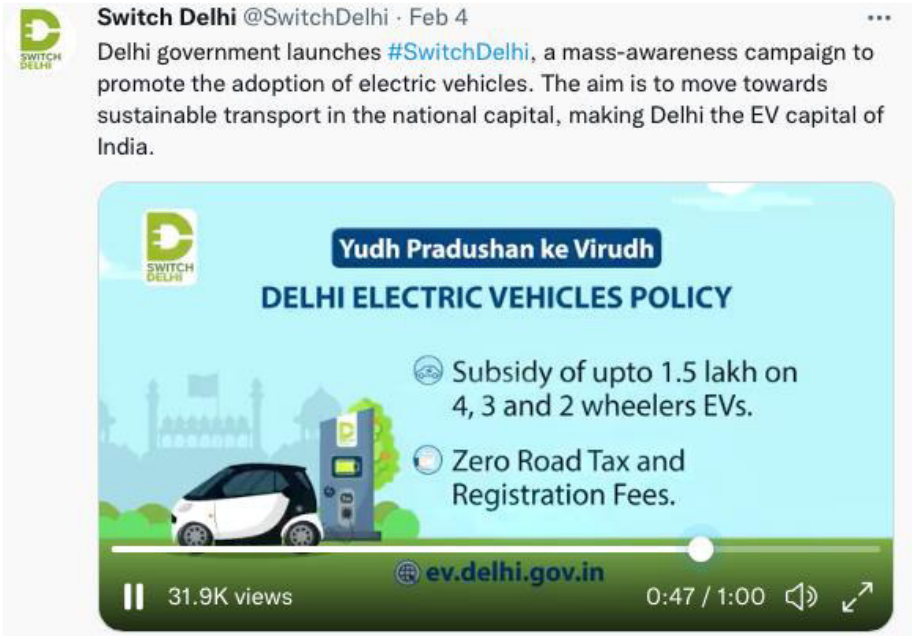 Switch Delhi @SwitchDelhi · Feb 4
SWITCH
DELHI
Delhi government launches #SwitchDelhi, a mass-awareness campaign to
promote the adoption of electric vehicles. The aim is to move towards
sustainable transport in the national capital, making Delhi the EV capital of
India.
SWITCH
DELHI
Yudh Pradushan ke Virudh
DELHI ELECTRIC VEHICLES POLICY
Subsidy of upto 1.5 lakh on
4, 3 and 2 wheelers EVs.
Zero Road Tax and
Registration Fees.
ev.delhi.gov.in
31.9K views
0:47 / 1:00